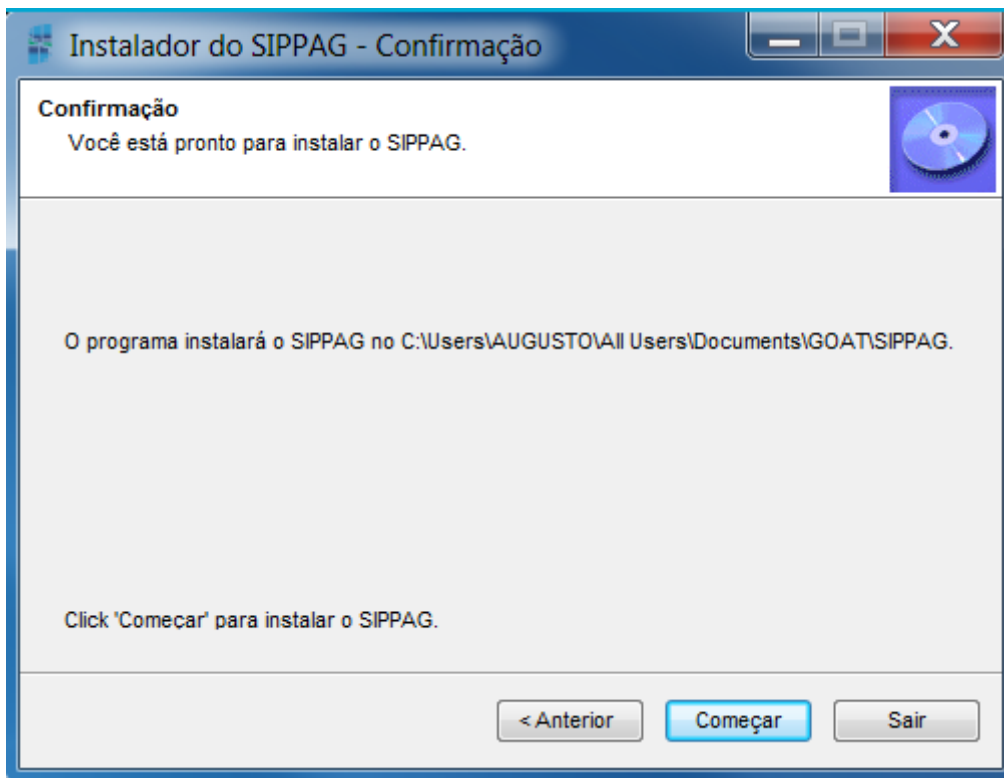 Instalador do SIPPAG - Confirmação
Confirmação
Você está pronto para instalar o SIPPAG.
O programa instalará o SIPPAG no C:\Users\AUGUSTO\All Users\Documents\GOAT\SIPPAG.
Click 'Começar' para instalar o SIPPAG.
< Anterior
Começar
Sair